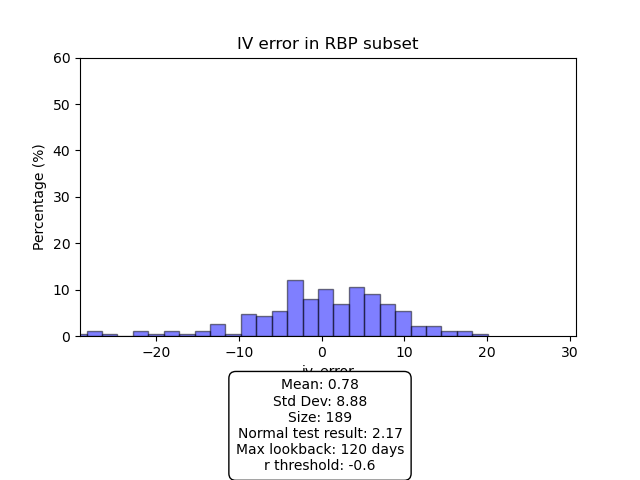 IV error in RBP subset
60
50
40
30
20
10
0
Percentage (%)
−20
−10
0
10
20
30
iv_error
Mean: 0.78
Std Dev: 8.88
Size: 189
Normal test result: 2.17
Max lookback: 120 days
r threshold: -0.6